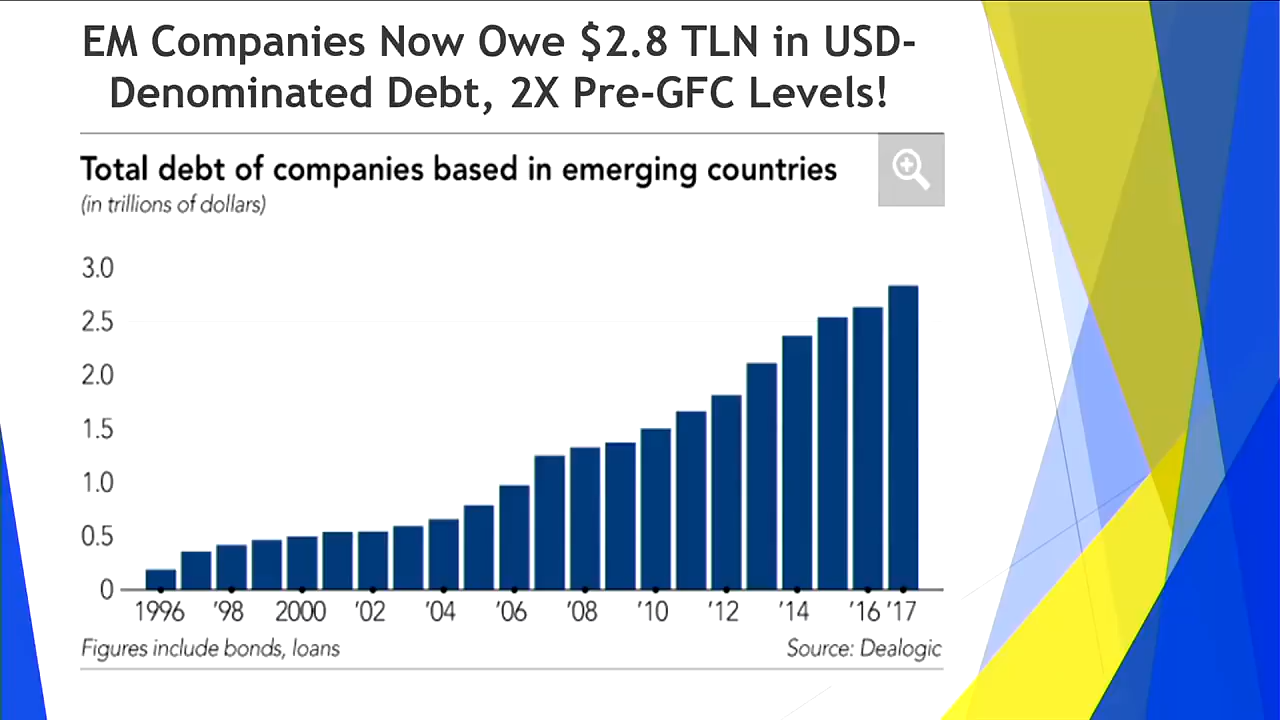 EM Companies Now Owe $2.8 TLN in USD-
Denominated Debt, 2X Pre-GFC Levels!
Total debt of companies based in emerging countries
(in trillions of dollars)
3.0
2.5
2.0
1.5
1.0
0.5
0
1996 '98 2000 '02 '04 '06 '08 '10 '12 '14 '16 '17
Figures include bonds, loans Source: Dealogic